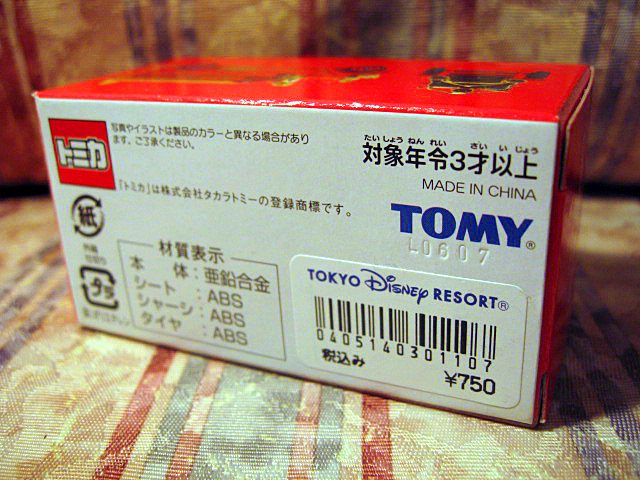 トミカ
写真やイラストは製品のカラーと異なる場合があり
ます。ご了承ください。
たいしょうねんれい さいいじょう
対象年令3才以上
MADE IN CHINA
「トミカ」は株式会社タカラトミーの登録商標です。
TOMY®
L0607
紙
材質表示
本体:亜鉛合金
シート:ABS
シャーシ:ABS
タイヤ:ABS
プラ
TOKYO Disney RESORT®
0405140301107
税込み
¥750